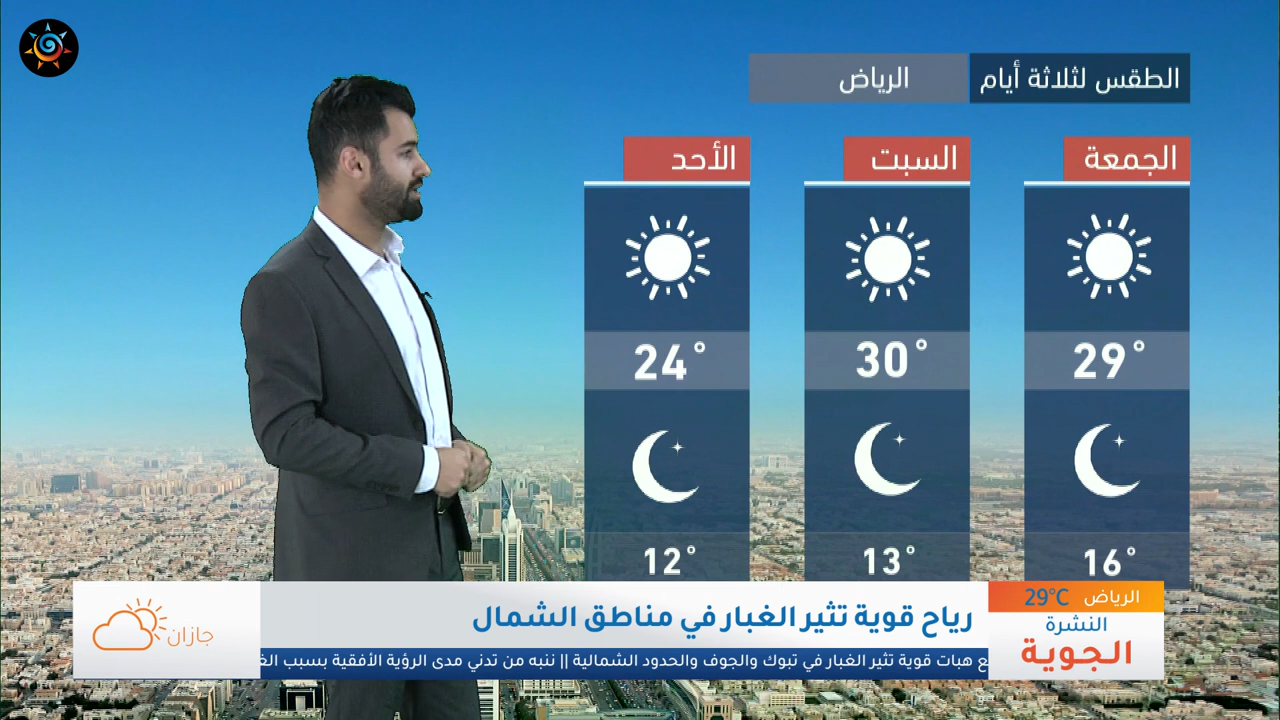 الطقس لثلاثة أيام
الرياض
الجمعة
السبت
الأحد
29°
30°
24°
16°
13°
12°
الرياض 29°C
النشرة
الجوية
رياح قوية تثير الغبار في مناطق الشمال
هبات قوية تثير الغبار في تبوك والجوف والحدود الشمالية || ننبه من تدني مدى الرؤية الأفقية بسبب
جازان